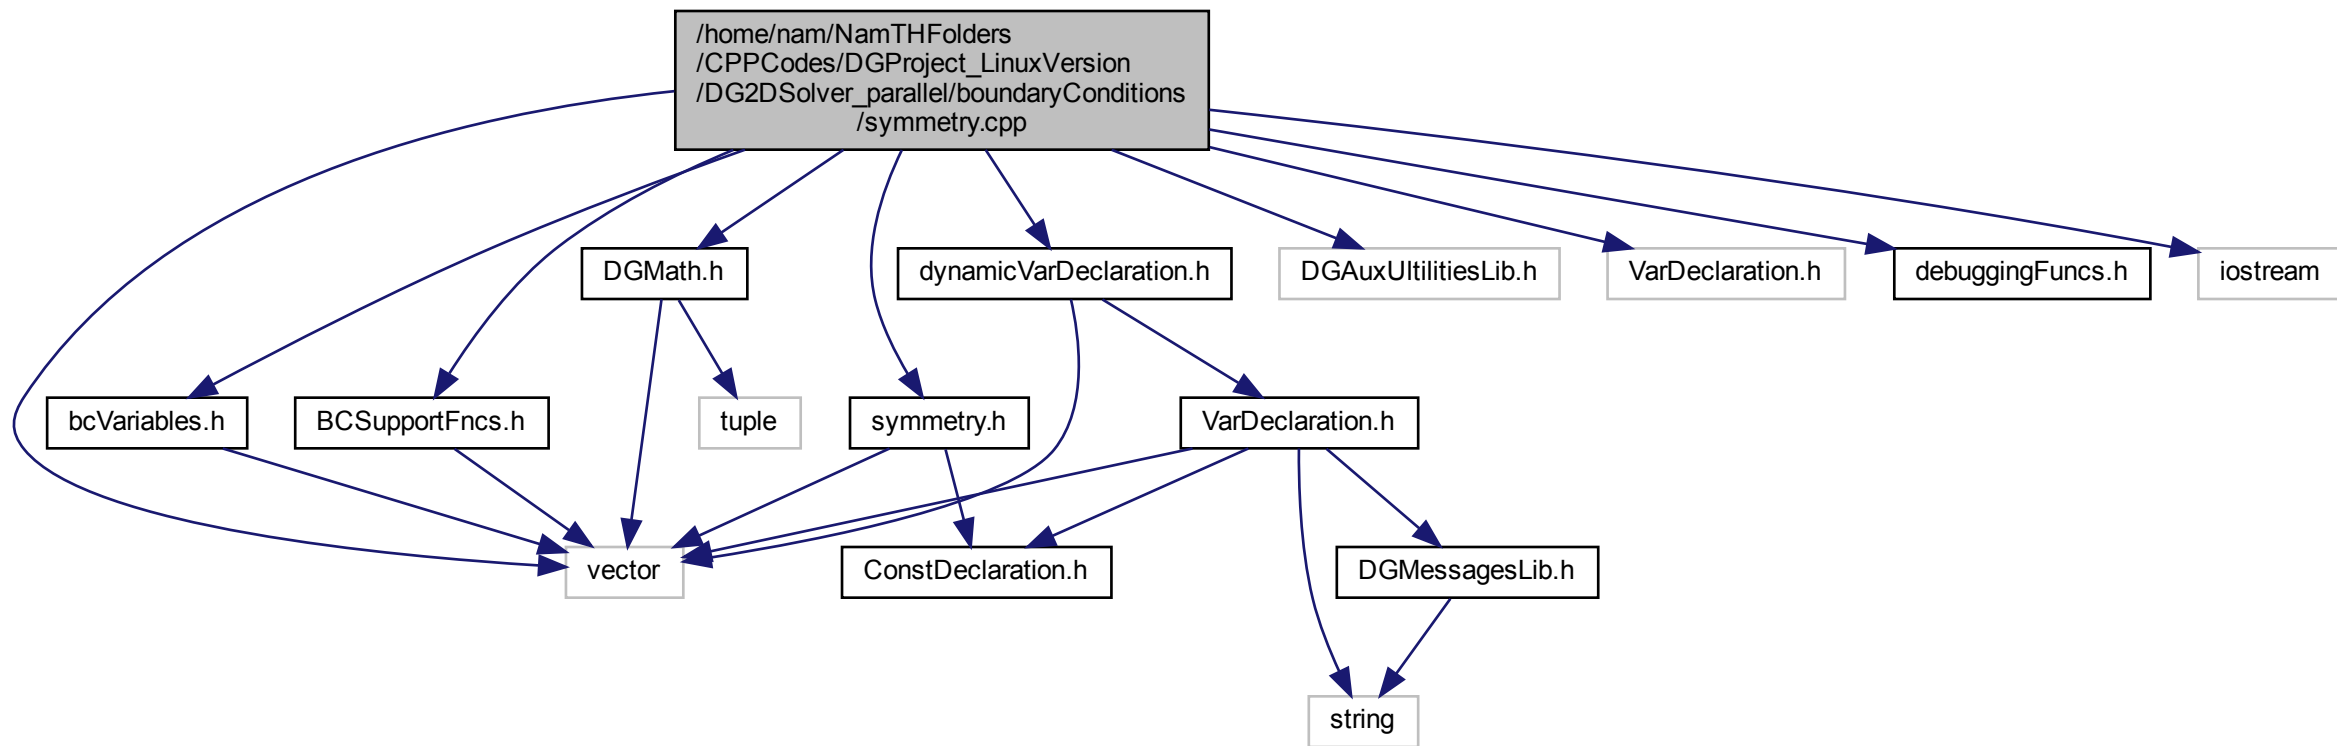 /home/nam/NamTHFolders
/CPPCodes/DGProject_LinuxVersion
/DG2DSolver_parallel/boundaryConditions
/symmetry.cpp
DGMath.h
dynamicVarDeclaration.h
DGAuxUltilitiesLib.h
VarDeclaration.h
debuggingFuncs.h
iostream
bcVariables.h
BCSupportFncs.h
tuple
symmetry.h
VarDeclaration.h
vector
ConstDeclaration.h
DGMessagesLib.h
string